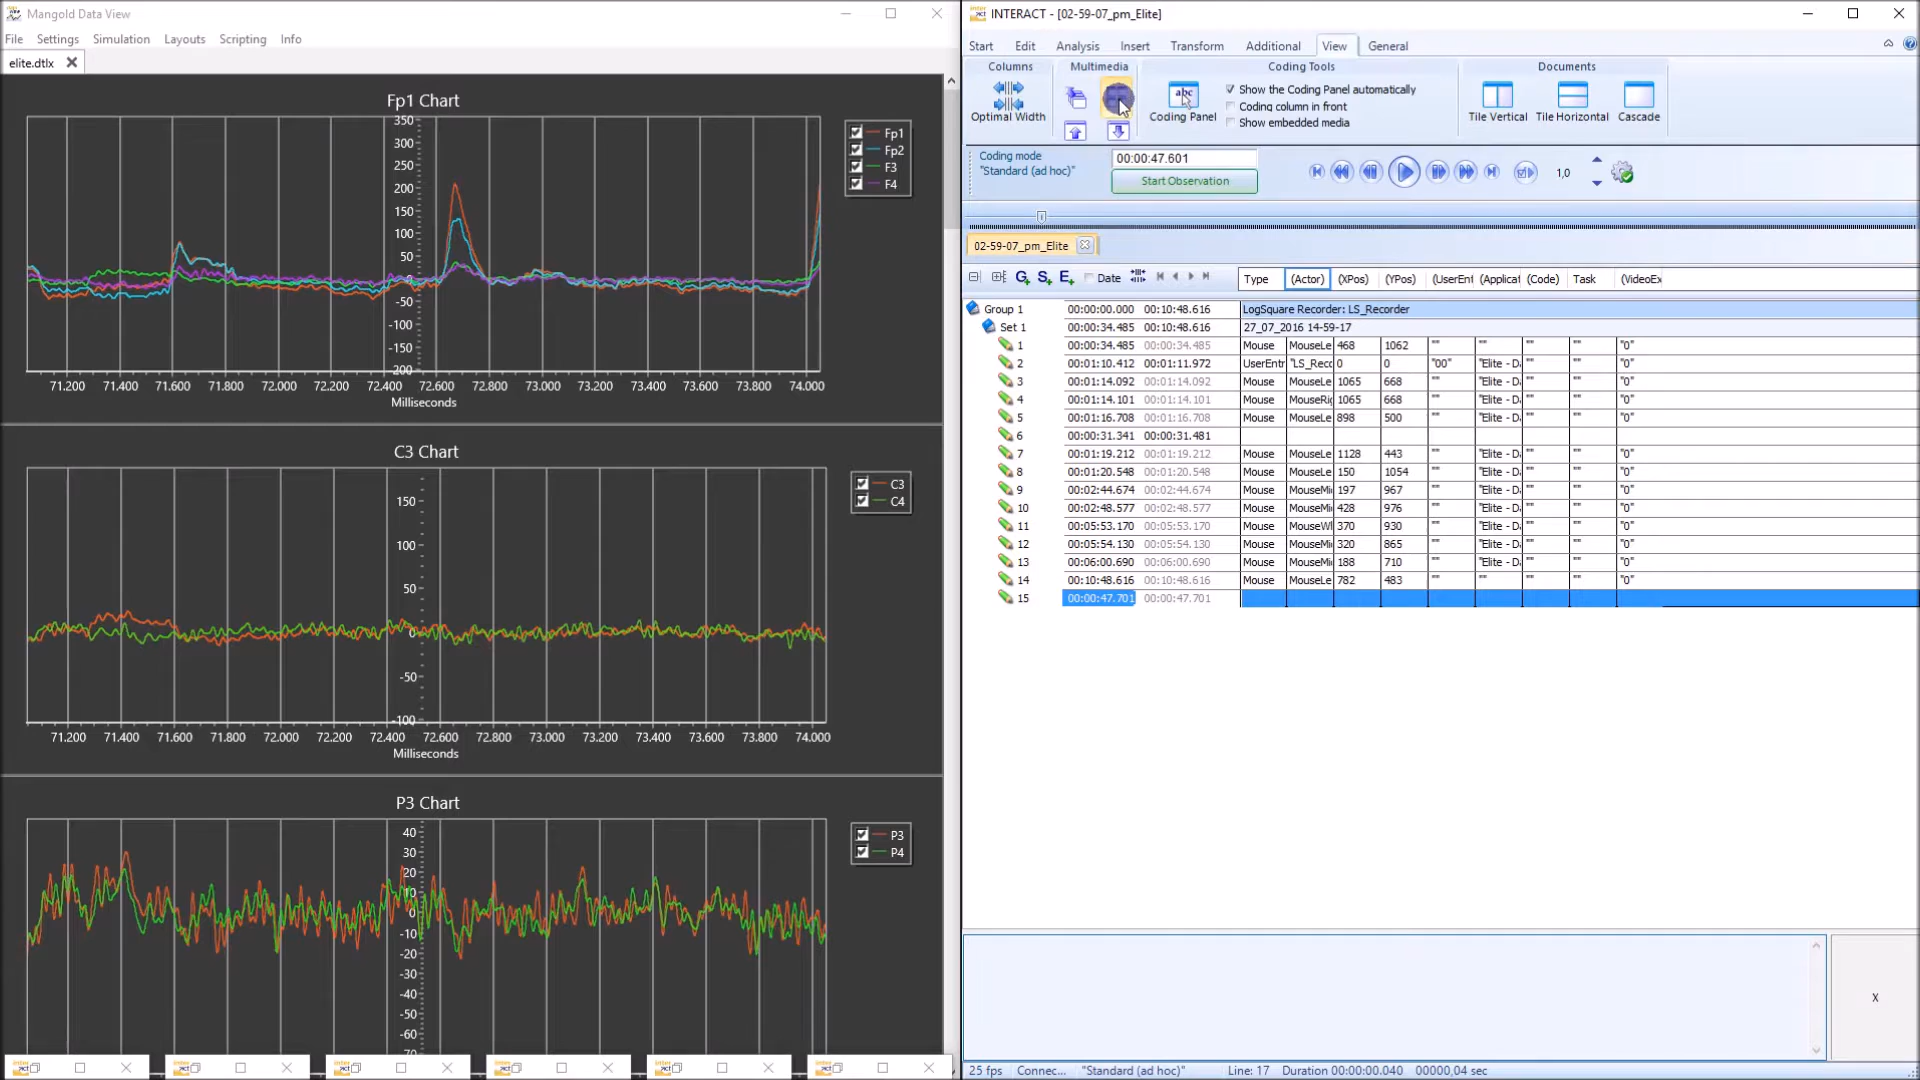 Mangold Data View
File Settings Simulation Layouts Scripting Info
elite.dtlx
Fp1 Chart
350
300
250
200
150
100
50
0
-50
-100
-150
200
Fp1
Fp2
F3
F4
71.200 71.400 71.600 71.800 72.000 72.200 72.400 72.600 72.800 73.000 73.200 73.400 73.600 73.800 74.000
Milliseconds
C3 Chart
150
100
50
0
-50
-100
C3
C4
71.200 71.400 71.600 71.800 72.000 72.200 72.400 72.600 72.800 73.000 73.200 73.400 73.600 73.800 74.000
Milliseconds
P3 Chart
40
30
20
10
0
-10
-20
-30
-40
-50
-60
P3
P4
INTERACT - [02-59-07_pm_Elite]
Start Edit Analysis Insert Transform Additional View General
Columns Multimedia Coding Tools Documents
Optimal Width
abc
Coding Panel
Show the Coding Panel automatically
Coding column in front
Show embedded media
Tile Vertical Tile Horizontal Cascade
Coding mode
"Standard (ad hoc)"
00:00:47.601
Start Observation
1,0
02-59-07_pm_Elite
G+ S+ E+ Date Type (Actor) (XPos) (YPos) (UserEnt (Applicat (Code) Task (VideoEx
Group 1 00:00:00.000 00:10:48.616 LogSquare Recorder: LS_Recorder
Set 1 00:00:34.485 00:10:48.616 27_07_2016 14-59-17
1 00:00:34.485 00:00:34.485 Mouse MouseLe 468 1062 "" "" "" "" "0"
2 00:01:10.412 00:01:11.972 UserEntr "LS_Reco 0 0 "00" "Elite - D "" "" "0"
3 00:01:14.092 00:01:14.092 Mouse MouseLe 1065 668 "" "Elite - D "" "" "0"
4 00:01:14.101 00:01:14.101 Mouse MouseRi 1065 668 "" "Elite - D "" "" "0"
5 00:01:16.708 00:01:16.708 Mouse MouseLe 898 500 "" "Elite - D "" "" "0"
6 00:00:31.341 00:00:31.481
7 00:01:19.212 00:01:19.212 Mouse MouseLe 1128 443 "" "Elite - D "" "" "0"
8 00:01:20.548 00:01:20.548 Mouse MouseLe 150 1054 "" "Elite - D "" "" "0"
9 00:02:44.674 00:02:44.674 Mouse MouseMi 197 967 "" "Elite - D "" "" "0"
10 00:02:48.577 00:02:48.577 Mouse MouseMi 428 976 "" "Elite - D "" "" "0"
11 00:05:53.170 00:05:53.170 Mouse MouseWl 370 930 "" "Elite - D "" "" "0"
12 00:05:54.130 00:05:54.130 Mouse MouseMi 320 865 "" "Elite - D "" "" "0"
13 00:06:00.690 00:06:00.690 Mouse MouseMi 188 710 "" "Elite - D "" "" "0"
14 00:10:48.616 00:10:48.616 Mouse MouseLe 782 483 "" "" "" "" "0"
15 00:00:47.701 00:00:47.701
X
25 fps Connec... "Standard (ad hoc)" Line: 17 Duration 00:00:00.040 00000,04 sec